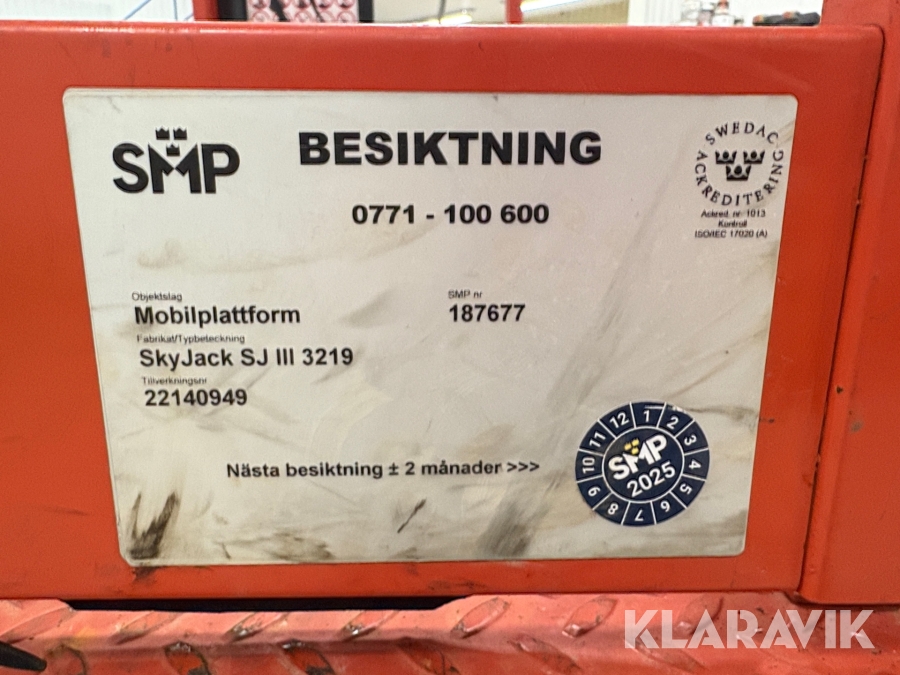 SMP
BESIKTNING
0771 - 100 600
SWEDAC
ACKREDITERING
Ackred. nr. 1013
Kontroll
ISO/IEC 17020 (A)
Objektslag
Mobilplattform
SMP nr
187677
Fabrikat/Typbeteckning
SkyJack SJ III 3219
Tillverkningsnr
22140949
Nästa besiktning ± 2 månader >>>
1 2 3 4 5 6 7 8 9 10 11 12
SMP
2025
KLARAVIK